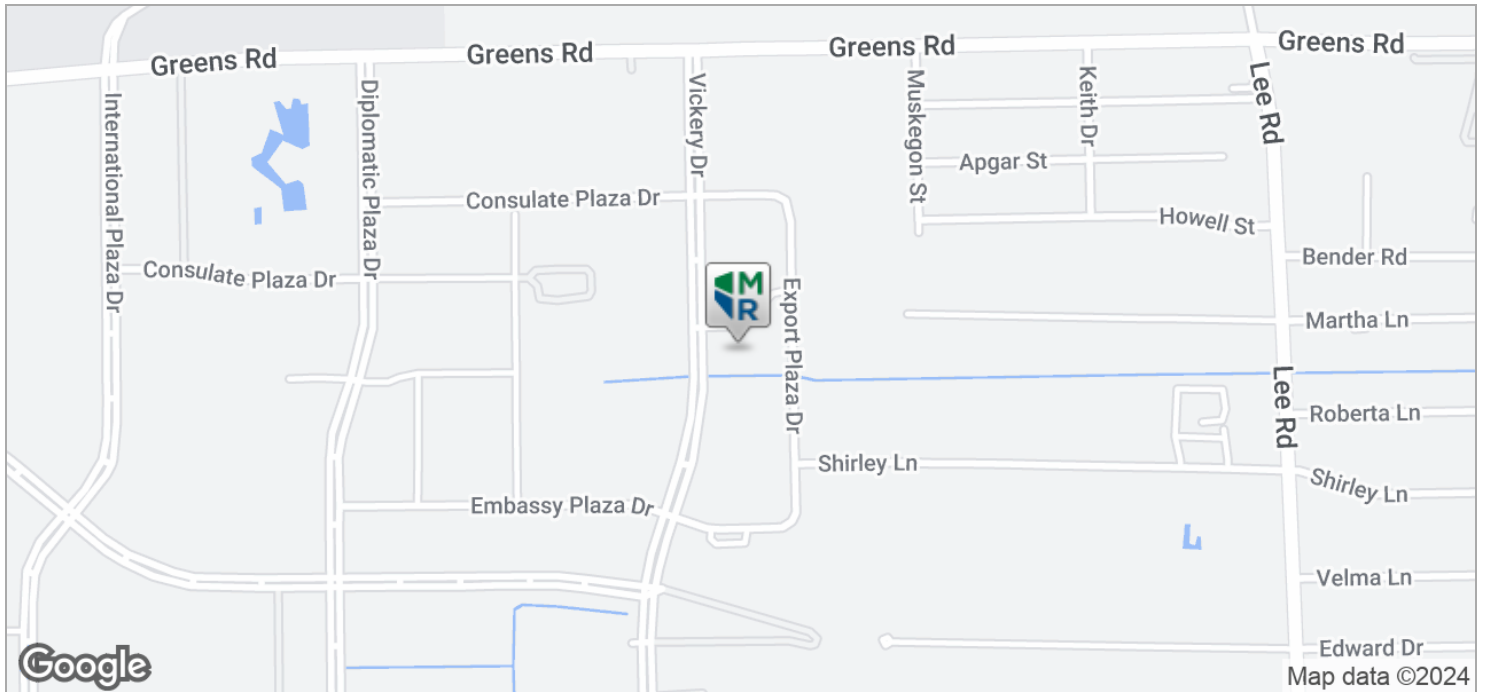 Greens Rd
Greens Rd
Greens Rd
Greens Rd
International Plaza Dr
Diplomatic Plaza Dr
Vickery Dr
Muskegon St
Keith Dr
Lee Rd
Apgar St
Consulate Plaza Dr
Howell St
Bender Rd
Consulate Plaza Dr
M
R
Export Plaza Dr
Martha Ln
Lee Rd
Roberta Ln
Shirley Ln
Shirley Ln
Embassy Plaza Dr
Velma Ln
Edward Dr
Google
Map data ©2024